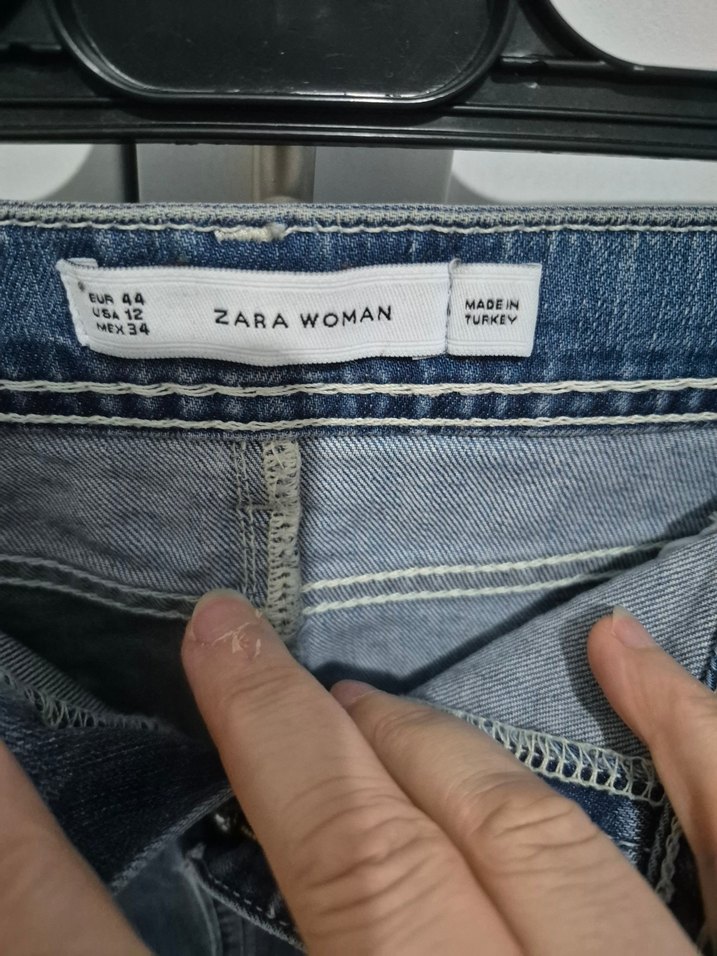 EUR 44
USA 12
MEX 34
ZARA WOMAN
MADE IN
TURKEY